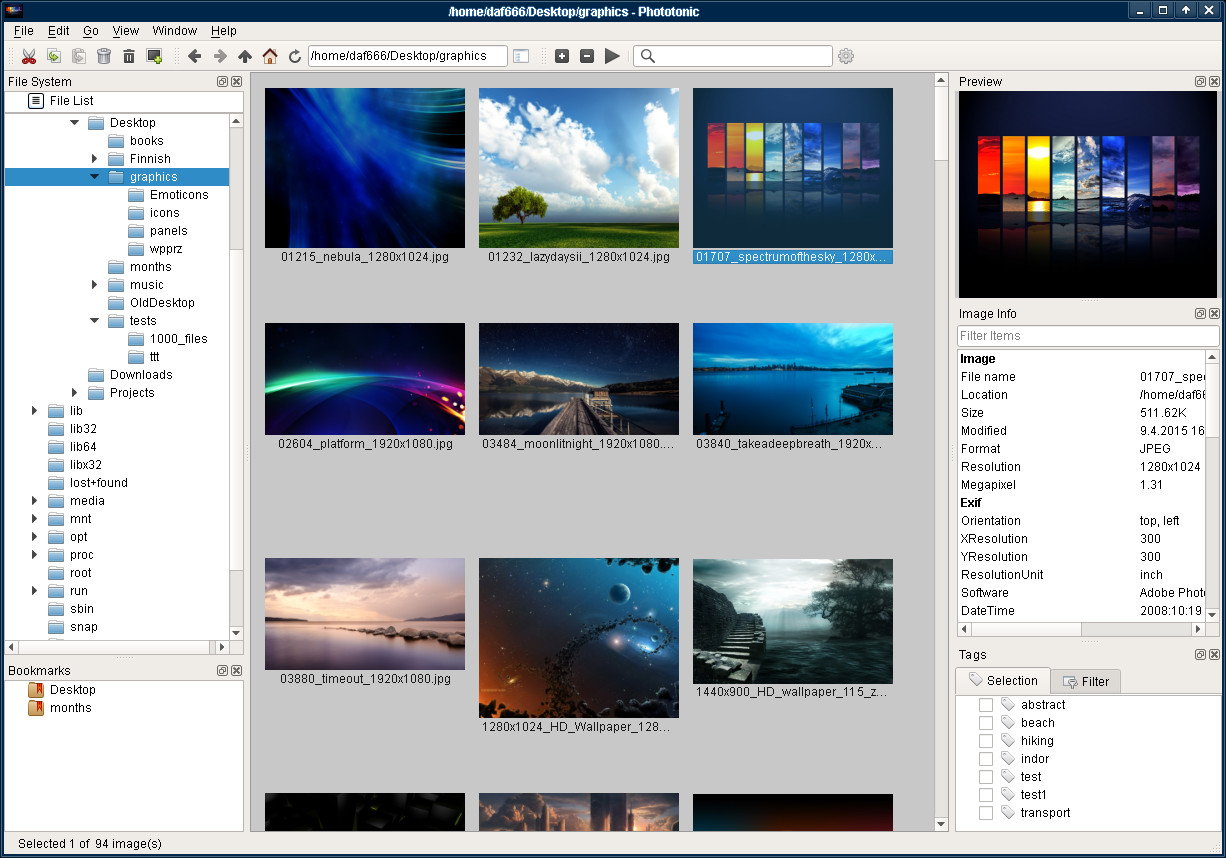 /home/daf666/Desktop/graphics - Phototonic
File Edit Go View Window Help
/home/daf666/Desktop/graphics
File System
File List
Desktop
books
Finnish
graphics
Emoticons
icons
panels
wpprz
months
music
OldDesktop
tests
1000_files
ttt
Downloads
Projects
lib
lib32
lib64
libx32
lost+found
media
mnt
opt
proc
root
run
sbin
snap
Bookmarks
Desktop
months
01215_nebula_1280x1024.jpg 01232_lazydaysii_1280x1024.jpg 01707_spectrumofthesky_1280x...
02604_platform_1920x1080.jpg 03484_moonlitnight_1920x1080.... 03840_takeadeepbreath_1920x...
03880_timeout_1920x1080.jpg 1280x1024_HD_Wallpaper_128... 1440x900_HD_wallpaper_115_z...
Preview
Image Info
Filter Items
Image
File name 01707_spec
Location /home/daf66
Size 511.62K
Modified 9.4.2015 16
Format JPEG
Resolution 1280x1024
Megapixel 1.31
Exif
Orientation top, left
XResolution 300
YResolution 300
ResolutionUnit inch
Software Adobe Photo
DateTime 2008:10:19
Tags
Selection Filter
abstract
beach
hiking
indor
test
test1
transport
Selected 1 of 94 image(s)